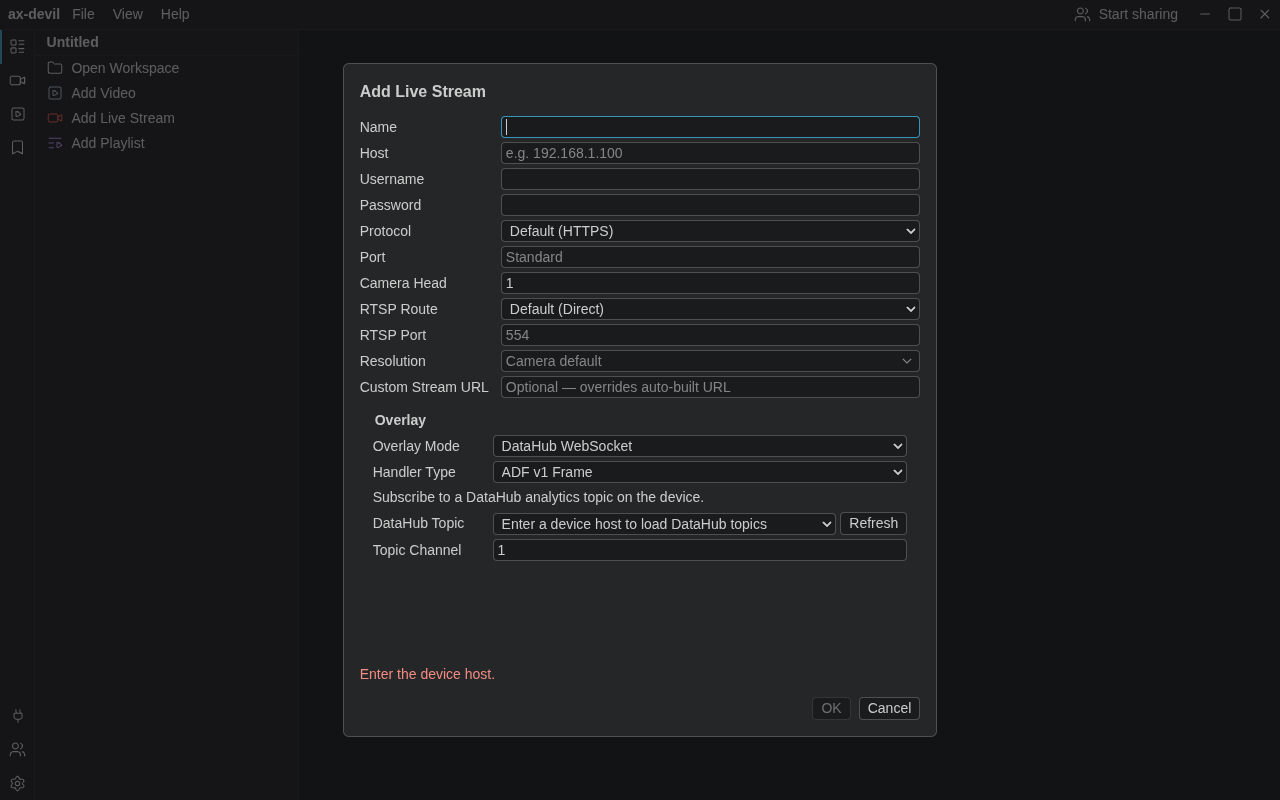 ax-devil File View Help Start sharing
Untitled
Open Workspace
Add Video
Add Live Stream
Add Playlist
Add Live Stream
Name
Host e.g. 192.168.1.100
Username
Password
Protocol Default (HTTPS)
Port Standard
Camera Head 1
RTSP Route Default (Direct)
RTSP Port 554
Resolution Camera default
Custom Stream URL Optional — overrides auto-built URL
Overlay
Overlay Mode DataHub WebSocket
Handler Type ADF v1 Frame
Subscribe to a DataHub analytics topic on the device.
DataHub Topic Enter a device host to load DataHub topics Refresh
Topic Channel 1
Enter the device host.
OK Cancel